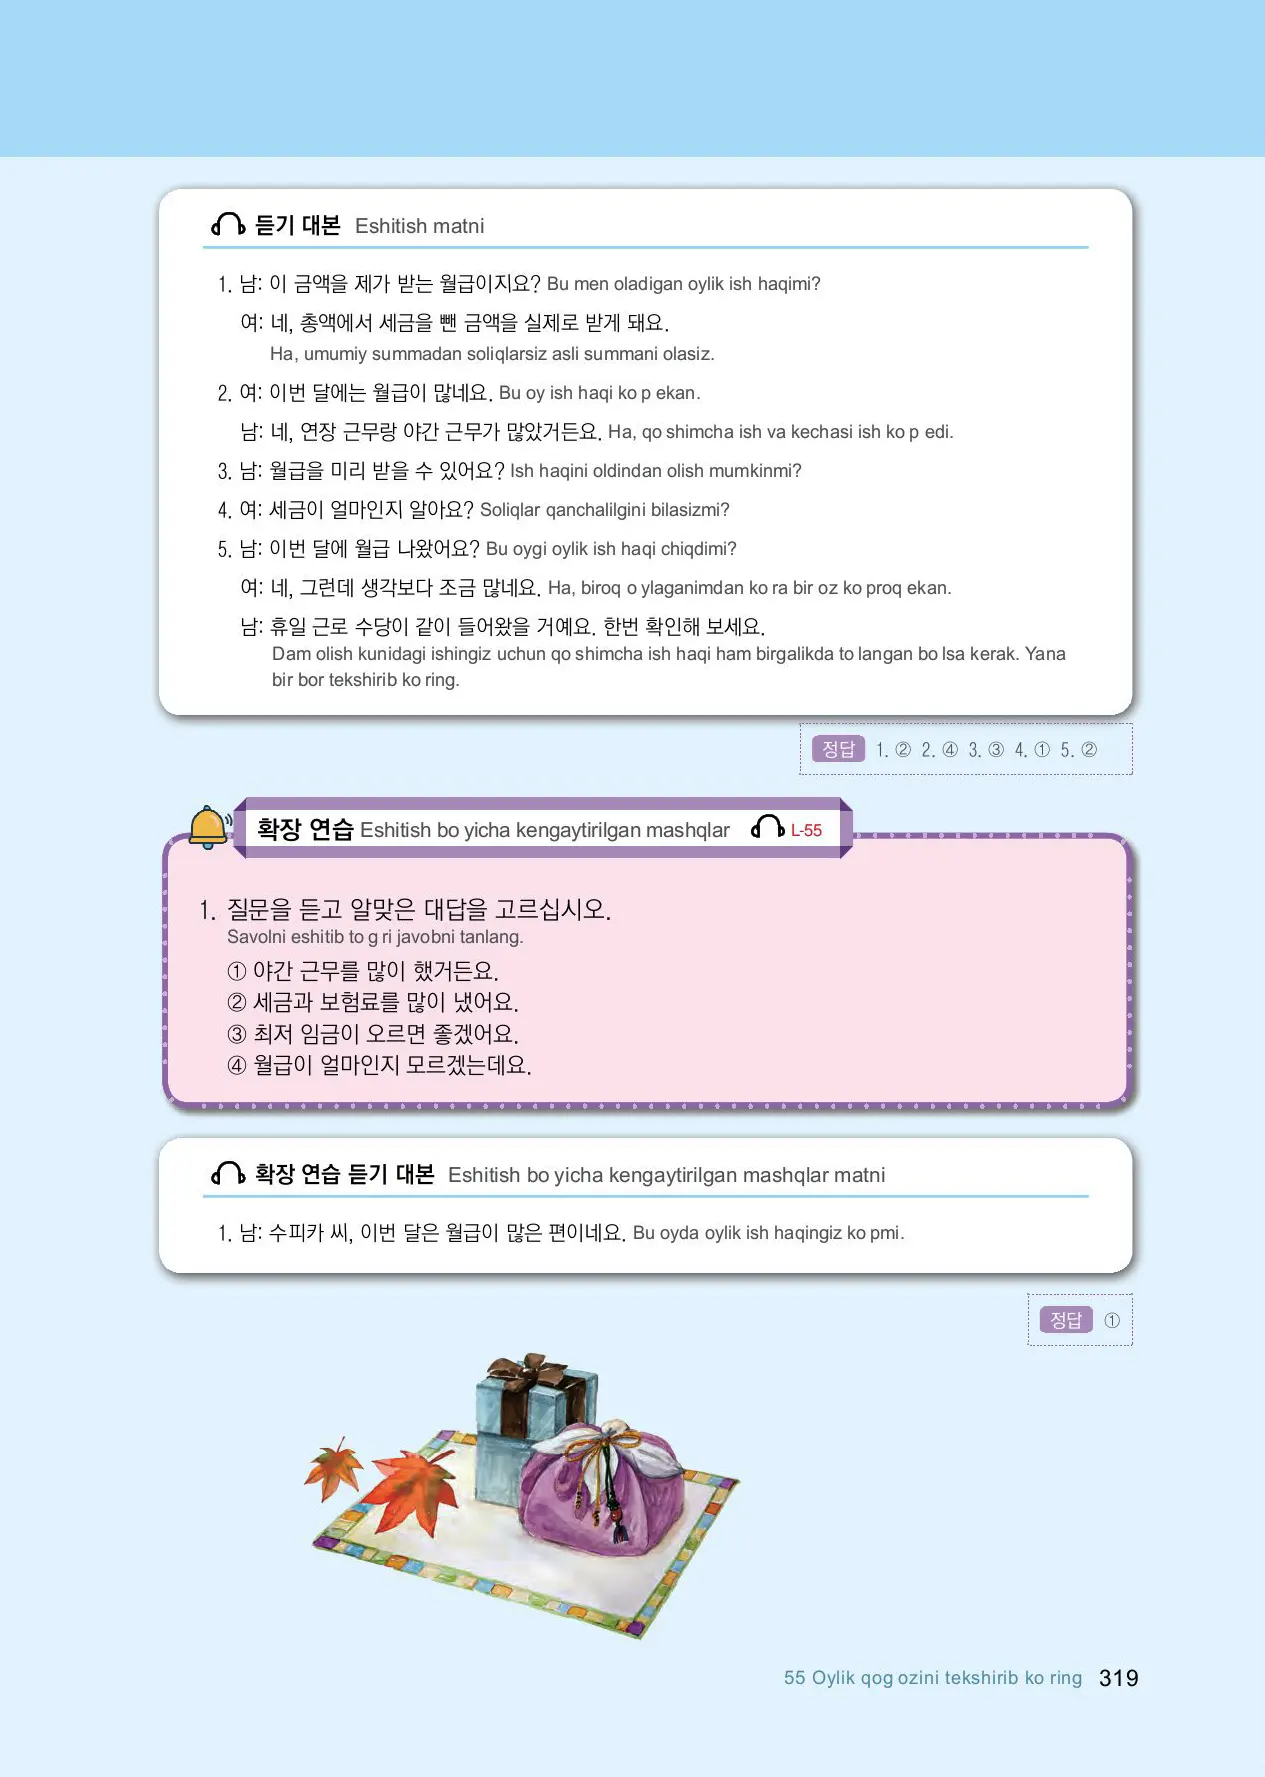 듣기 대본 Eshitish matni
1. 남: 이 금액을 제가 받는 월급이지요? Bu men oladigan oylik ish haqimi?
여: 네, 총액에서 세금을 뺀 금액을 실제로 받게 돼요.
Ha, umumiy summadan soliqlarsiz asli summani olasiz.
2. 여: 이번 달에는 월급이 많네요. Bu oy ish haqi ko p ekan.
남: 네, 연장 근무랑 야간 근무가 많았거든요. Ha, qo shimcha ish va kechasi ish ko p edi.
3. 남: 월급을 미리 받을 수 있어요? Ish haqini oldindan olish mumkinmi?
4. 여: 세금이 얼마인지 알아요? Soliqlar qanchalilgini bilasizmi?
5. 남: 이번 달에 월급 나왔어요? Bu oygi oylik ish haqi chiqdimi?
여: 네, 그런데 생각보다 조금 많네요. Ha, biroq o ylaganimdan ko ra bir oz ko proq ekan.
남: 휴일 근로 수당이 같이 들어왔을 거예요. 한번 확인해 보세요.
Dam olish kunidagi ishingiz uchun qo shimcha ish haqi ham birgalikda to langan bo lsa kerak. Yana
bir bor tekshirib ko ring.
정답 1. ② 2. ④ 3. ③ 4. ① 5. ②
확장 연습 Eshitish bo yicha kengaytirilgan mashqlar L-55
1. 질문을 듣고 알맞은 대답을 고르십시오.
Savolni eshitib to g ri javobni tanlang.
① 야간 근무를 많이 했거든요.
② 세금과 보험료를 많이 냈어요.
③ 최저 임금이 오르면 좋겠어요.
④ 월급이 얼마인지 모르겠는데요.
확장 연습 듣기 대본 Eshitish bo yicha kengaytirilgan mashqlar matni
1. 남: 수피카 씨, 이번 달은 월급이 많은 편이네요. Bu oyda oylik ish haqingiz ko pmi.
정답 ①
55 Oylik qog ozini tekshirib ko ring 319